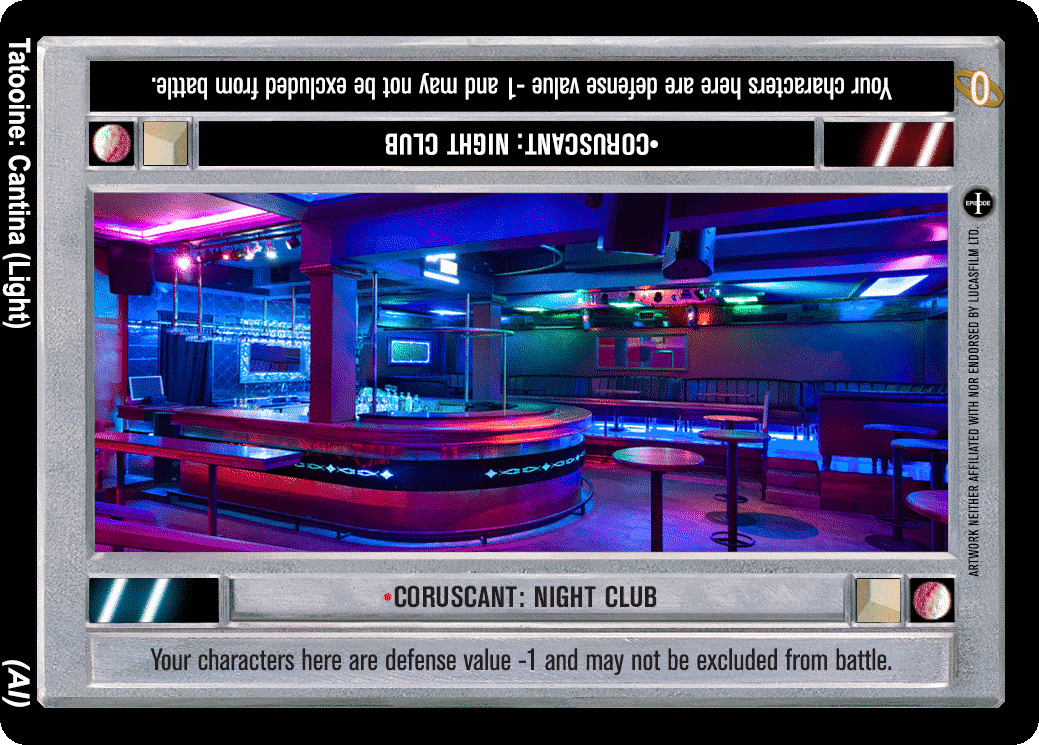 Your characters here are defense value -1 and may not be excluded from battle.
0
•CORUSCANT: NIGHT CLUB
EPISODE
I
ARTWORK NEITHER AFFILIATED WITH NOR ENDORSED BY LUCASFILM LTD.
Tatooine: Cantina (Light)
(AI)
•CORUSCANT: NIGHT CLUB
Your characters here are defense value -1 and may not be excluded from battle.